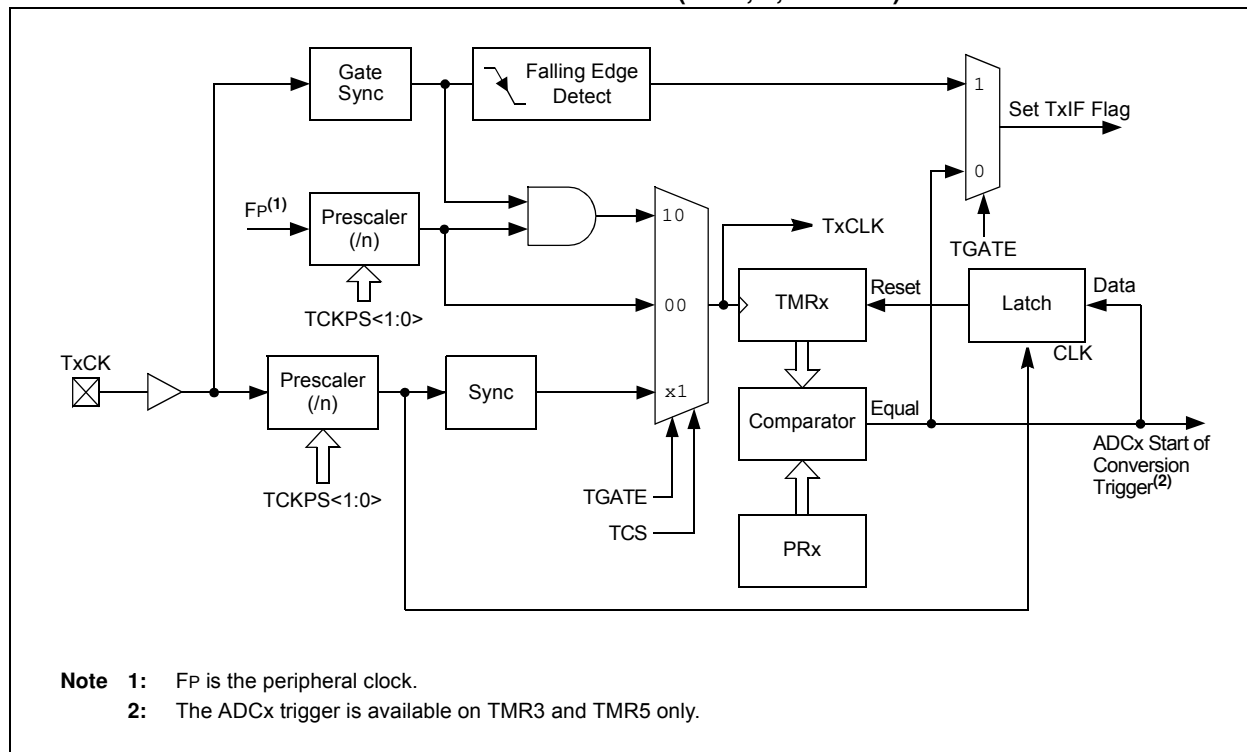 Gate
Sync
Falling Edge
Detect
1
Set TxIF Flag
0
FP(1)
Prescaler
(/n)
10
TxCLK
TGATE
TCKPS<1:0>
00
TMRx
Reset
Latch
Data
CLK
TxCK
Prescaler
(/n)
Sync
x1
Comparator
Equal
TCKPS<1:0>
TGATE
TCS
PRx
ADCx Start of
Conversion
Trigger(2)
Note 1: FP is the peripheral clock.
2: The ADCx trigger is available on TMR3 and TMR5 only.